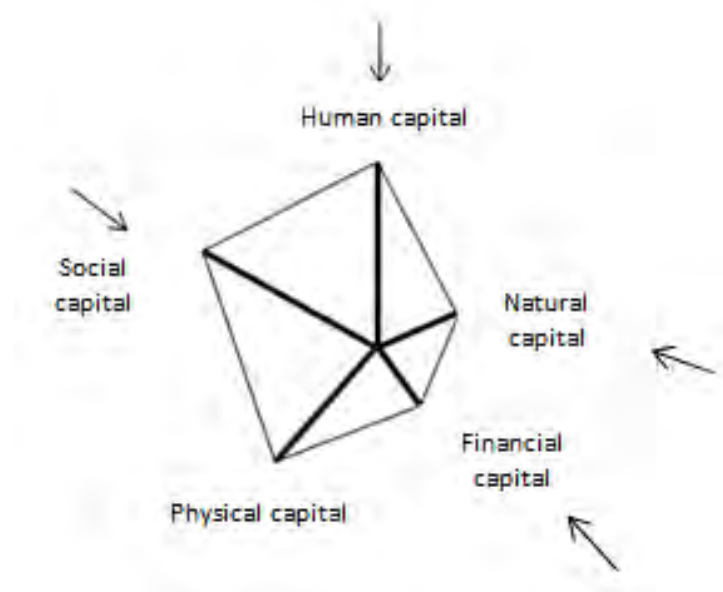 Human capital
Social
capital
Natural
capital
Financial
capital
Physical capital